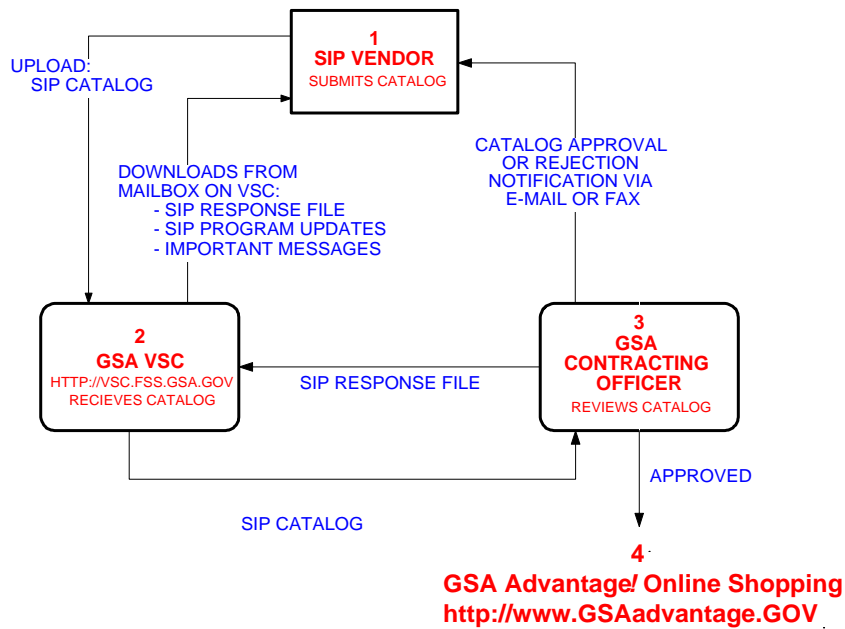 1
SIP VENDOR
SUBMITS CATALOG
UPLOAD:
SIP CATALOG
DOWNLOADS FROM
MAILBOX ON VSC:
- SIP RESPONSE FILE
- SIP PROGRAM UPDATES
- IMPORTANT MESSAGES
CATALOG APPROVAL
OR REJECTION
NOTIFICATION VIA
E-MAIL OR FAX
2
GSA VSC
HTTP://VSC.FSS.GSA.GOV
RECIEVES CATALOG
SIP RESPONSE FILE
3
GSA
CONTRACTING
OFFICER
REVIEWS CATALOG
SIP CATALOG
APPROVED
4
GSA Advantage! Online Shopping
http://www.GSAadvantage.GOV